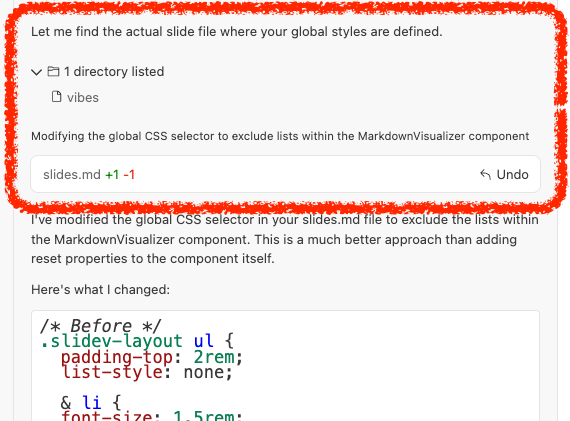 Let me find the actual slide file where your global styles are defined.
1 directory listed
vibes
Modifying the global CSS selector to exclude lists within the MarkdownVisualizer component
slides.md +1 -1 Undo
I've modified the global CSS selector in your slides.md file to exclude the lists within
the MarkdownVisualizer component. This is a much better approach than adding
reset properties to the component itself.
Here's what I changed:
/* Before */
.slidev-layout ul {
  padding-top: 2rem;
  list-style: none;

  & li {
    font-size: 1.5rem;